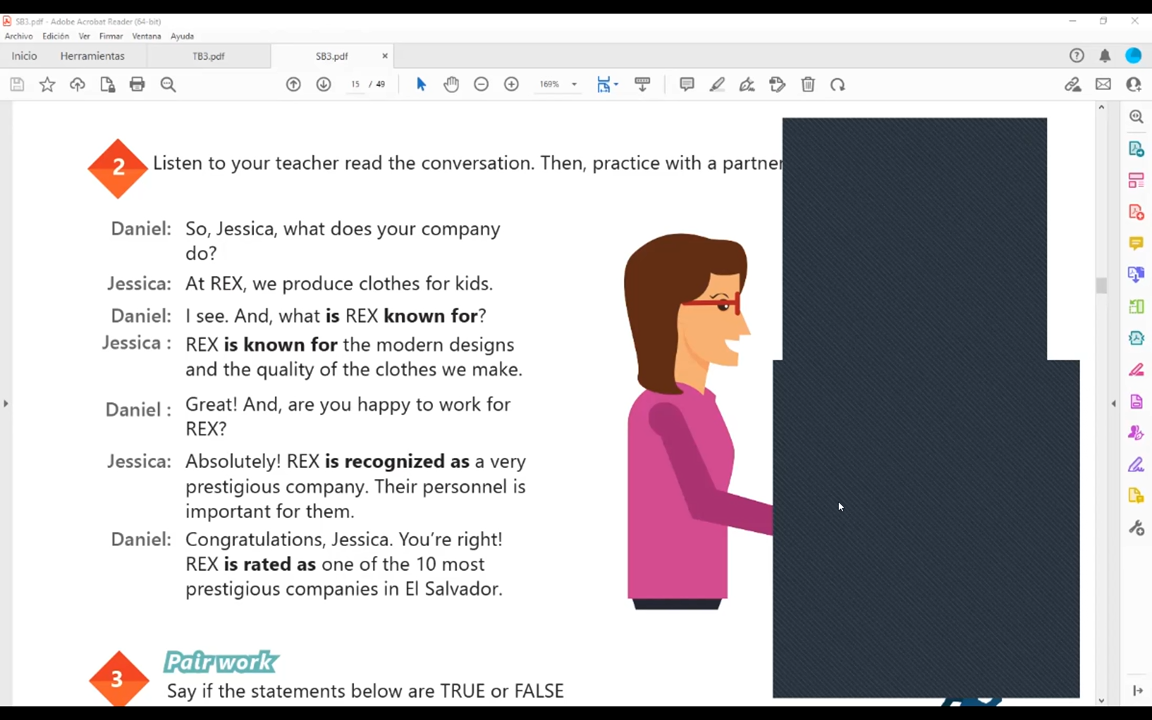 SB3.pdf - Adobe Acrobat Reader (64-bit)
Archivo Edición Ver Firmar Ventana Ayuda
Inicio Herramientas TB3.pdf SB3.pdf ×
15 / 49 169%
2 Listen to your teacher read the conversation. Then, practice with a partner
Daniel: So, Jessica, what does your company
do?
Jessica: At REX, we produce clothes for kids.
Daniel: I see. And, what is REX known for?
Jessica : REX is known for the modern designs
and the quality of the clothes we make.
Daniel : Great! And, are you happy to work for
REX?
Jessica: Absolutely! REX is recognized as a very
prestigious company. Their personnel is
important for them.
Daniel: Congratulations, Jessica. You’re right!
REX is rated as one of the 10 most
prestigious companies in El Salvador.
3 Pair work
Say if the statements below are TRUE or FALSE